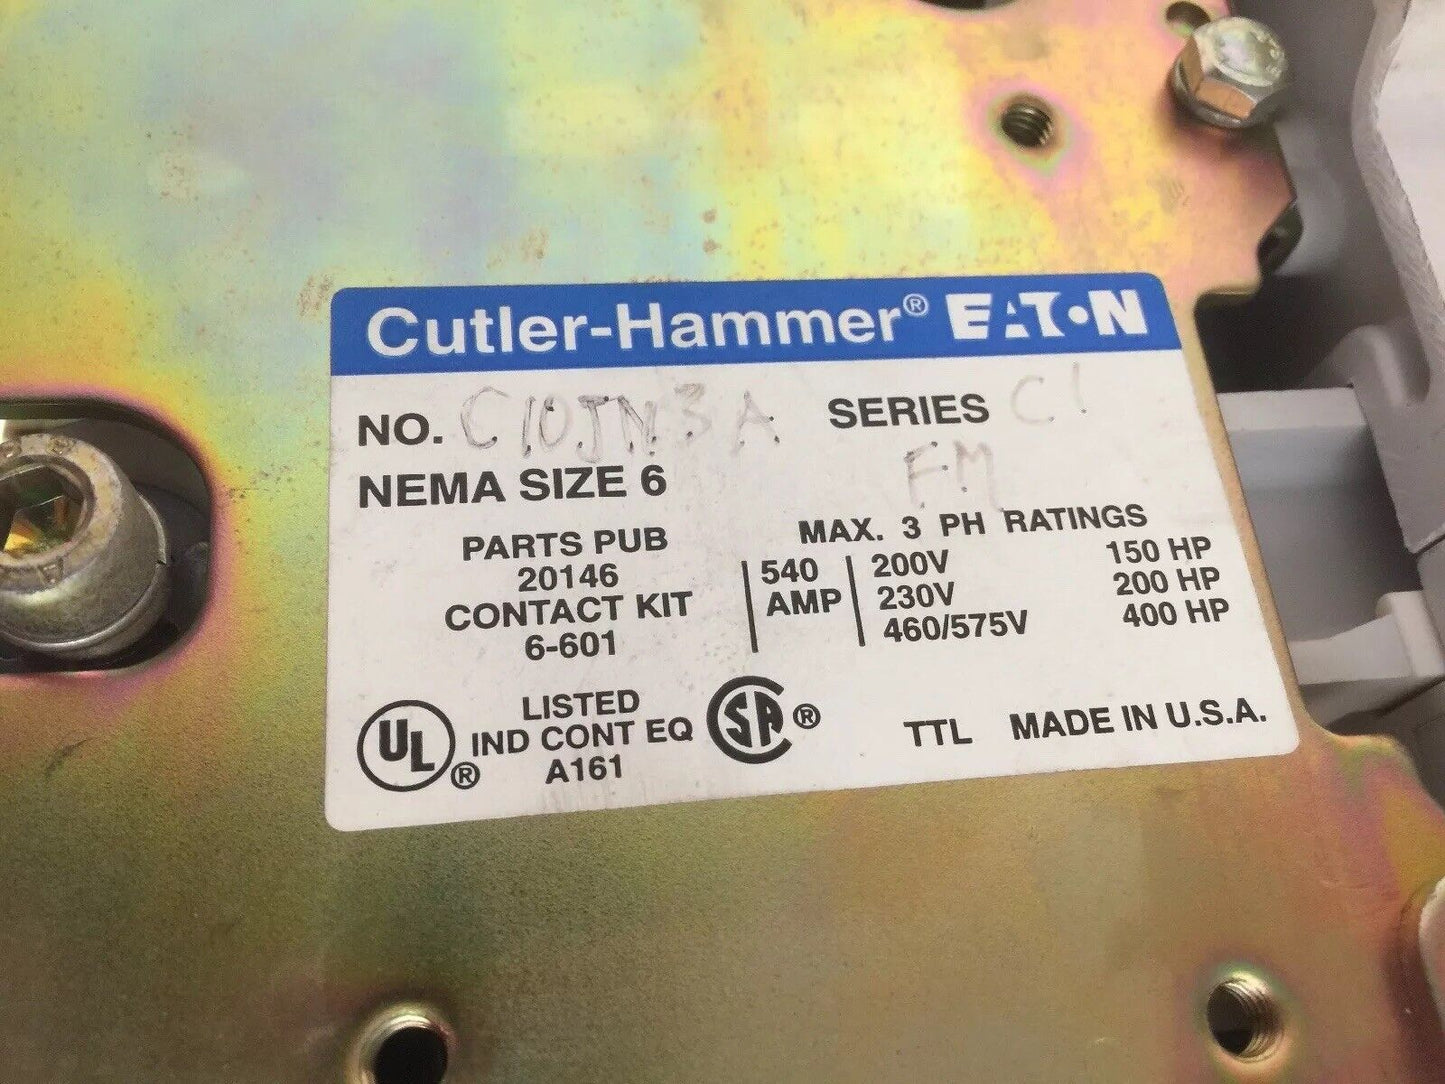 Cutler-Hammer® EATON
NO. C10JN3A SERIES C1
NEMA SIZE 6 FM
PARTS PUB
20146
CONTACT KIT
6-601
MAX. 3 PH RATINGS
540 AMP
200V 150 HP
230V 200 HP
460/575V 400 HP
UL®
LISTED
IND CONT EQ
A161
SA®
TTL MADE IN U.S.A.